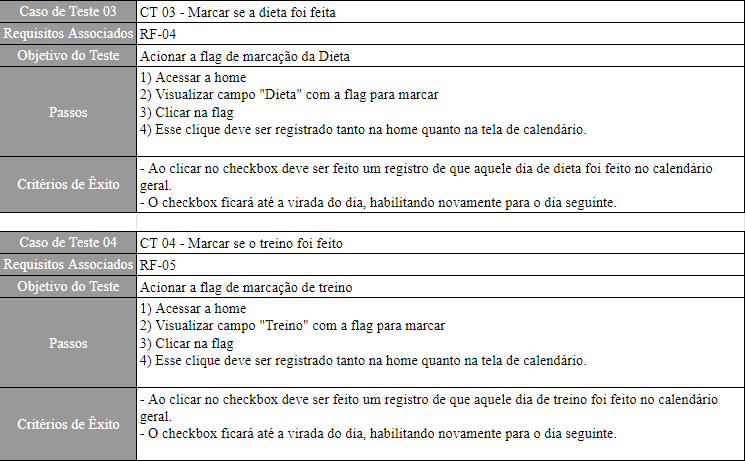 Caso de Teste 03 CT 03 - Marcar se a dieta foi feita
Requisitos Associados RF-04
Objetivo do Teste Acionar a flag de marcação da Dieta
Passos
1) Acessar a home
2) Visualizar campo "Dieta" com a flag para marcar
3) Clicar na flag
4) Esse clique deve ser registrado tanto na home quanto na tela de calendário.
Critérios de Êxito
- Ao clicar no checkbox deve ser feito um registro de que aquele dia de dieta foi feito no calendário
geral.
- O checkbox ficará até a virada do dia, habilitando novamente para o dia seguinte.
Caso de Teste 04 CT 04 - Marcar se o treino foi feito
Requisitos Associados RF-05
Objetivo do Teste Acionar a flag de marcação de treino
Passos
1) Acessar a home
2) Visualizar campo "Treino" com a flag para marcar
3) Clicar na flag
4) Esse clique deve ser registrado tanto na home quanto na tela de calendário.
Critérios de Êxito
- Ao clicar no checkbox deve ser feito um registro de que aquele dia de treino foi feito no calendário
geral.
- O checkbox ficará até a virada do dia, habilitando novamente para o dia seguinte.